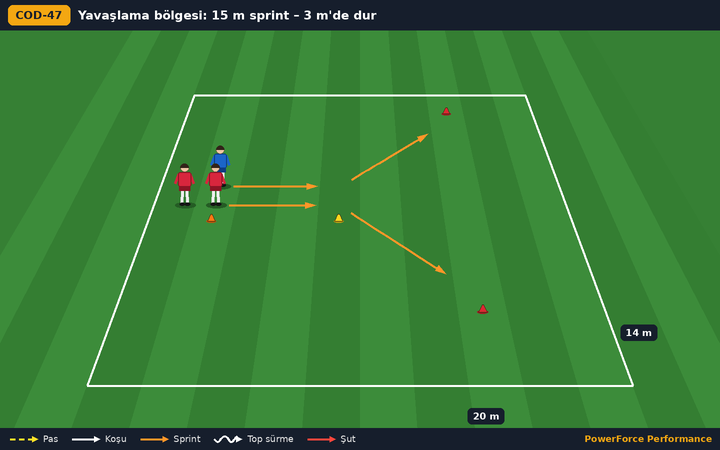 COD-47 Yavaşlama bölgesi: 15 m sprint – 3 m'de dur
14 m
20 m
Pas Koşu Sprint Top sürme Şut PowerForce Performance